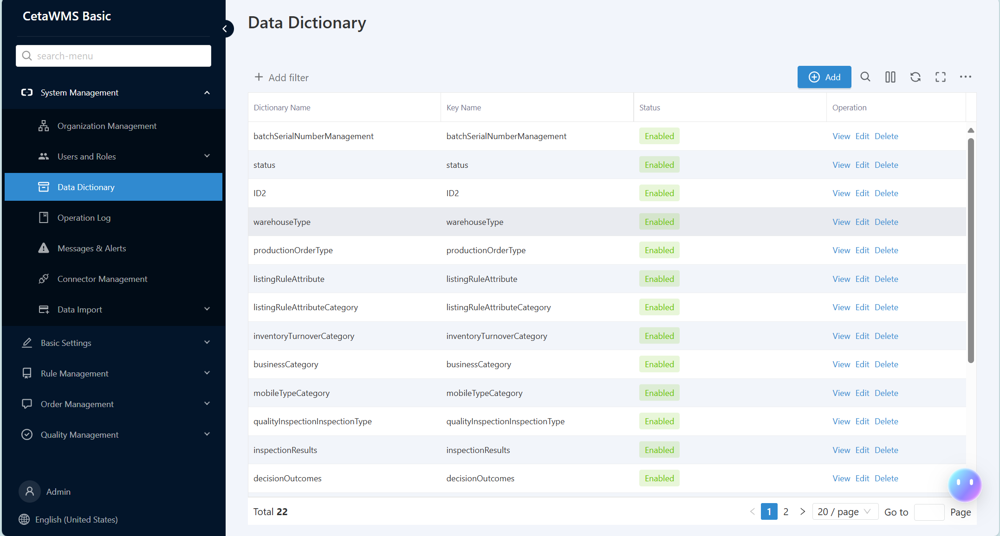 CetaWMS Basic
search-menu
System Management
Organization Management
Users and Roles
Data Dictionary
Operation Log
Messages & Alerts
Connector Management
Data Import
Basic Settings
Rule Management
Order Management
Quality Management
Admin
English (United States)
Data Dictionary
Add filter
Add
Dictionary Name Key Name Status Operation
batchSerialNumberManagement batchSerialNumberManagement Enabled View Edit Delete
status status Enabled View Edit Delete
ID2 ID2 Enabled View Edit Delete
warehouseType warehouseType Enabled View Edit Delete
productionOrderType productionOrderType Enabled View Edit Delete
listingRuleAttribute listingRuleAttribute Enabled View Edit Delete
listingRuleAttributeCategory listingRuleAttributeCategory Enabled View Edit Delete
inventoryTurnoverCategory inventoryTurnoverCategory Enabled View Edit Delete
businessCategory businessCategory Enabled View Edit Delete
mobileTypeCategory mobileTypeCategory Enabled View Edit Delete
qualityInspectionInspectionType qualityInspectionInspectionType Enabled View Edit Delete
inspectionResults inspectionResults Enabled View Edit Delete
decisionOutcomes decisionOutcomes Enabled View Edit Delete
Total 22
1 2 20 / page Go to Page